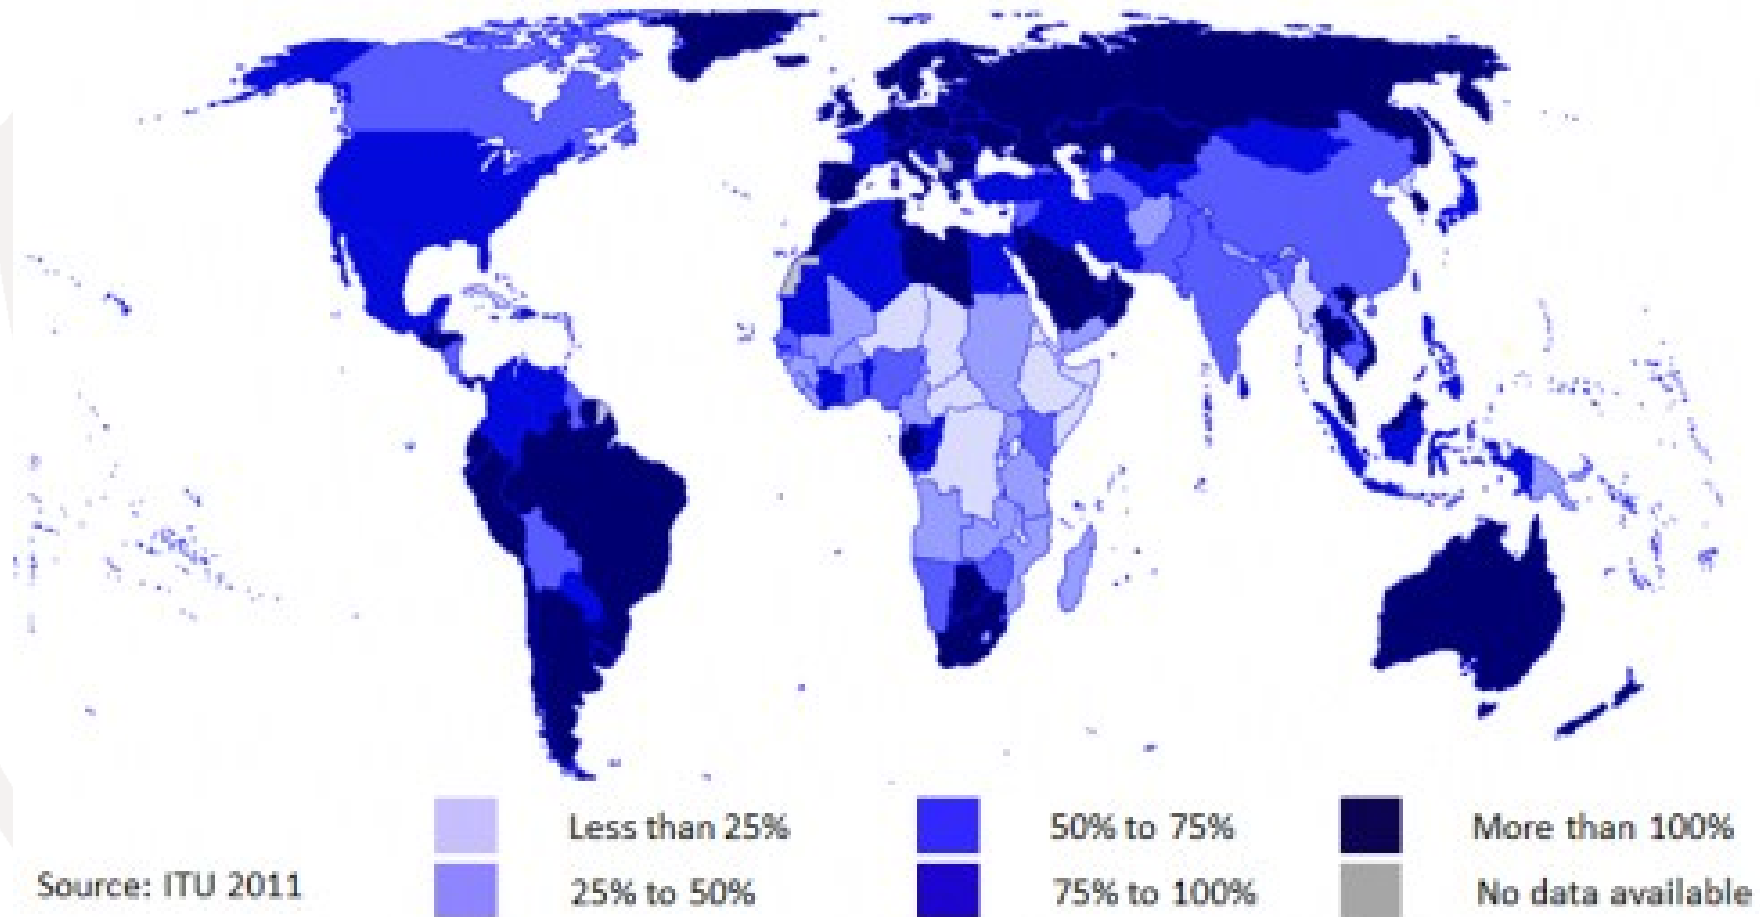 Less than 25%
50% to 75%
More than 100%
Source: ITU 2011
25% to 50%
75% to 100%
No data available